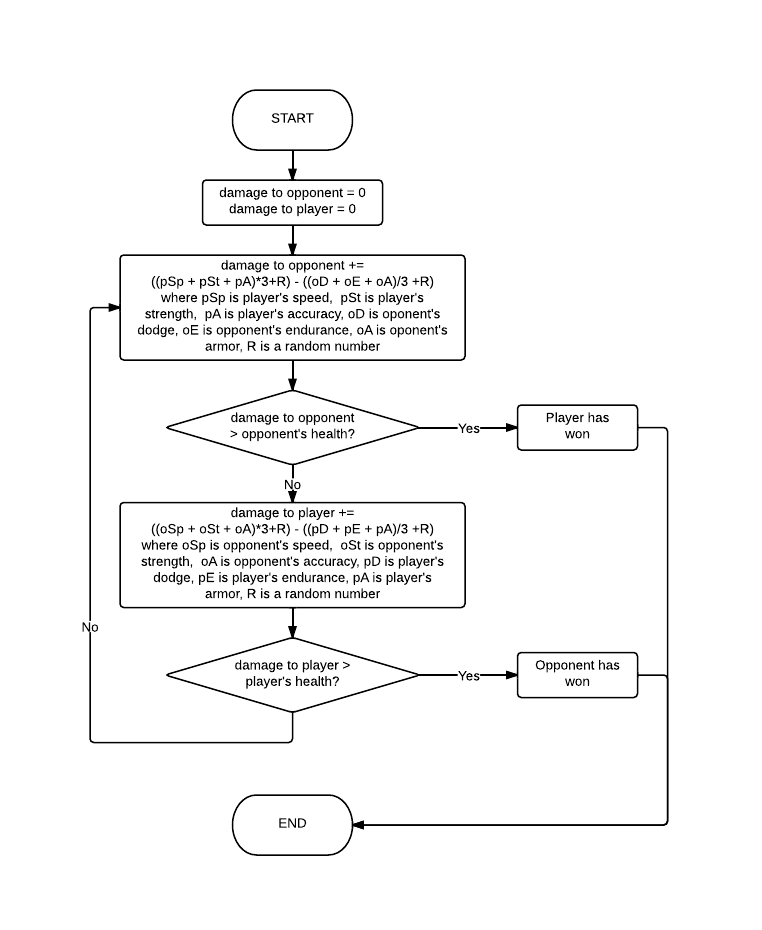 START
damage to opponent = 0
damage to player = 0
damage to opponent +=
((pSp + pSt + pA)*3+R) - ((oD + oE + oA)/3 +R)
where pSp is player's speed,  pSt is player's
strength,  pA is player's accuracy, oD is oponent's
dodge, oE is opponent's endurance, oA is oponent's
armor, R is a random number
damage to opponent
> opponent's health?
Yes
Player has
won
No
damage to player +=
((oSp + oSt + oA)*3+R) - ((pD + pE + pA)/3 +R)
where oSp is opponent's speed,  oSt is opponent's
strength,  oA is opponent's accuracy, pD is player's
dodge, pE is player's endurance, pA is player's
armor, R is a random number
No
damage to player >
player's health?
Yes
Opponent has
won
END